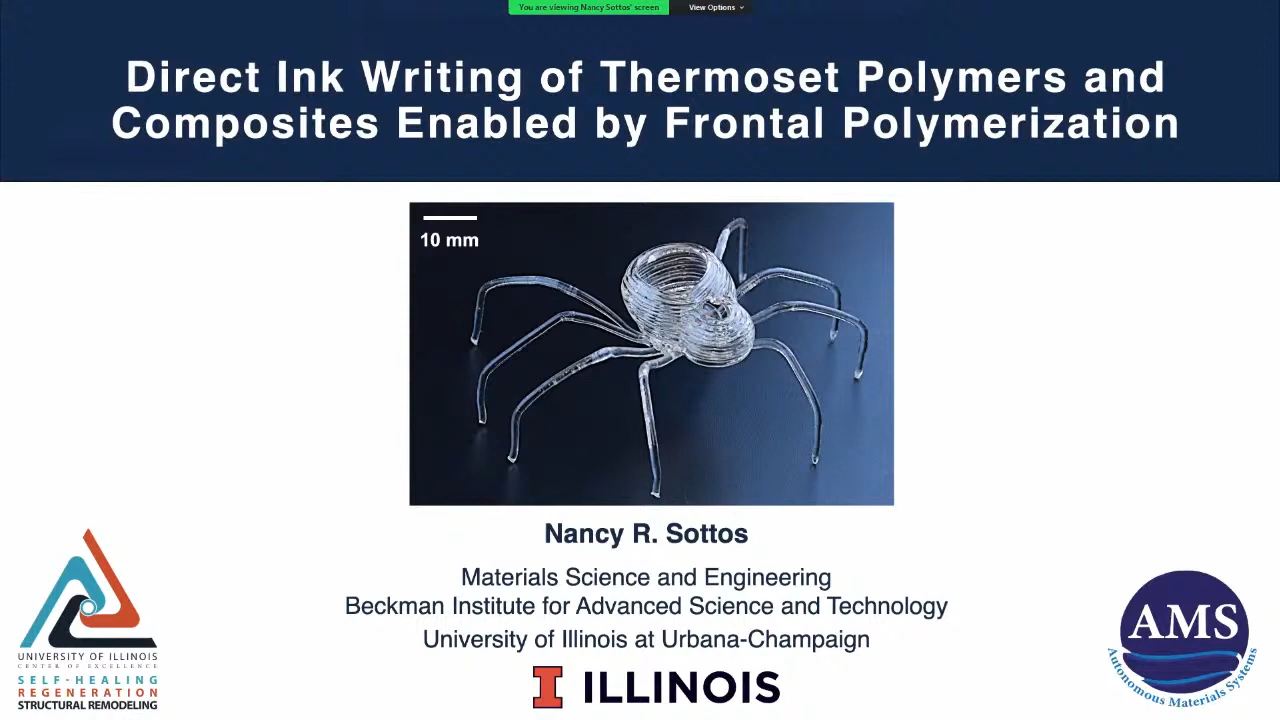 You are viewing Nancy Sottos' screen
View Options
Direct Ink Writing of Thermoset Polymers and
Composites Enabled by Frontal Polymerization
10 mm
Nancy R. Sottos
Materials Science and Engineering
Beckman Institute for Advanced Science and Technology
University of Illinois at Urbana-Champaign
I ILLINOIS
UNIVERSITY OF ILLINOIS
CENTER OF EXCELLENCE
SELF-HEALING
REGENERATION
STRUCTURAL REMODELING
AMS
Autonomous Materials Systems